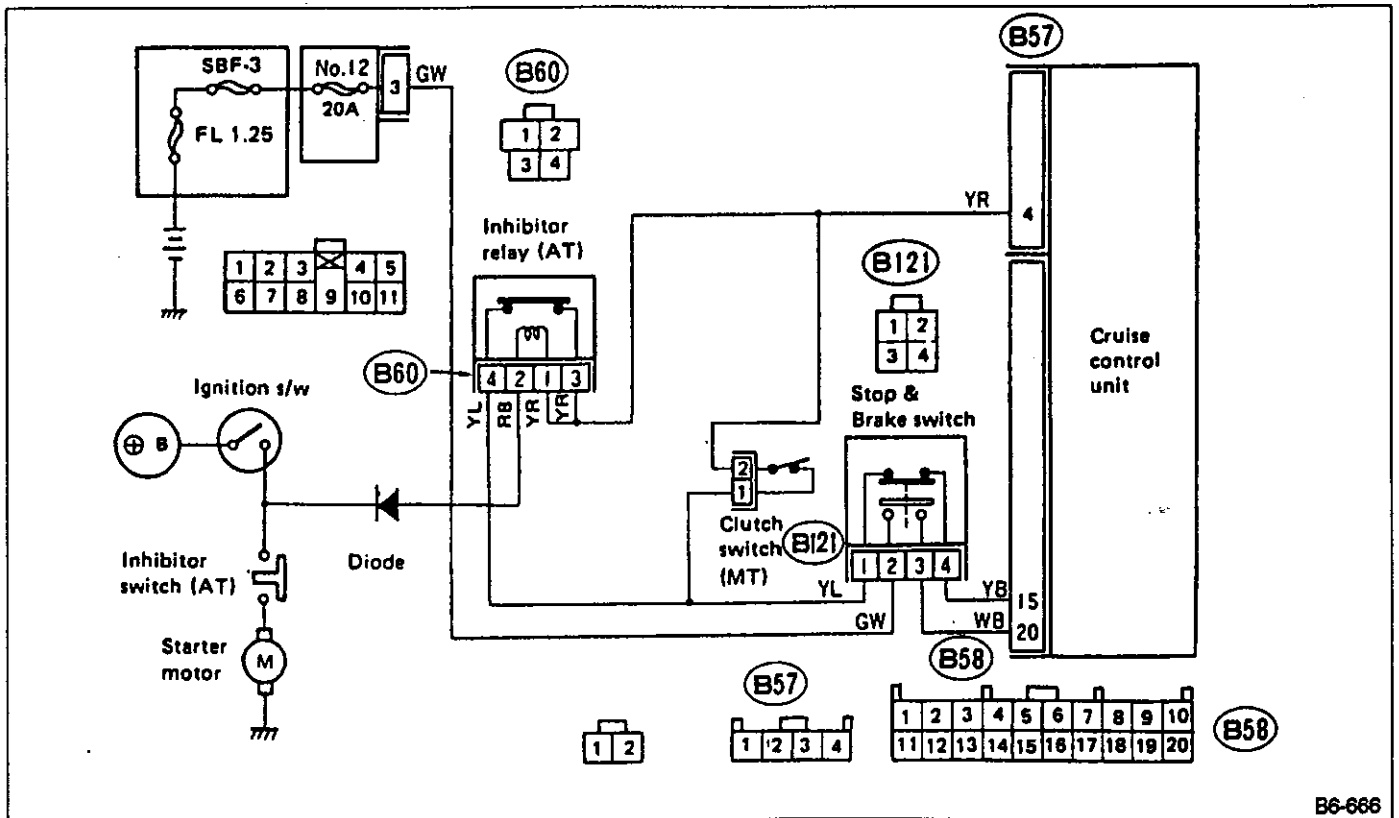 B57
SBF-3
No.12
3
GW
B60
FL 1.25
20A
1 2
3 4
YR
4
Inhibitor
relay (AT)
B121
1 2 3 4 5
6 7 8 9 10 11
1 2
3 4
Cruise
control
unit
B60
4 2 1 3
Ignition s/w
YL
RB
YR
YR
Stop &
Brake switch
⊕ B
2
1
Clutch
switch
(MT)
B121
1 2 3 4
Inhibitor
switch (AT)
Diode
YL
YB
15
GW
WB
20
Starter
motor
M
B58
B57
1 2 3 4 5 6 7 8 9 10
11 12 13 14 15 16 17 18 19 20
B58
1 2
1 2 3 4
B6-666